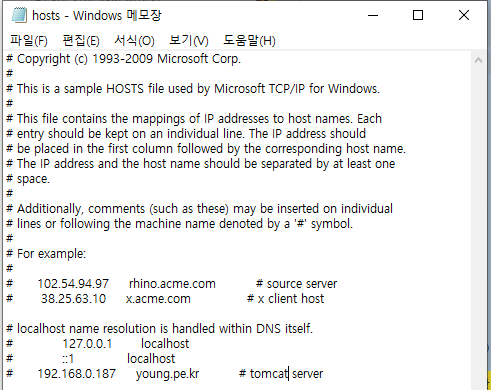 hosts - Windows 메모장
파일(F) 편집(E) 서식(O) 보기(V) 도움말(H)
# Copyright (c) 1993-2009 Microsoft Corp.
#
# This is a sample HOSTS file used by Microsoft TCP/IP for Windows.
#
# This file contains the mappings of IP addresses to host names. Each
# entry should be kept on an individual line. The IP address should
# be placed in the first column followed by the corresponding host name.
# The IP address and the host name should be separated by at least one
# space.
#
# Additionally, comments (such as these) may be inserted on individual
# lines or following the machine name denoted by a '#' symbol.
#
# For example:
#
# 102.54.94.97 rhino.acme.com # source server
# 38.25.63.10 x.acme.com # x client host

# localhost name resolution is handled within DNS itself.
# 127.0.0.1 localhost
# ::1 localhost
# 192.168.0.187 young.pe.kr # tomcat server